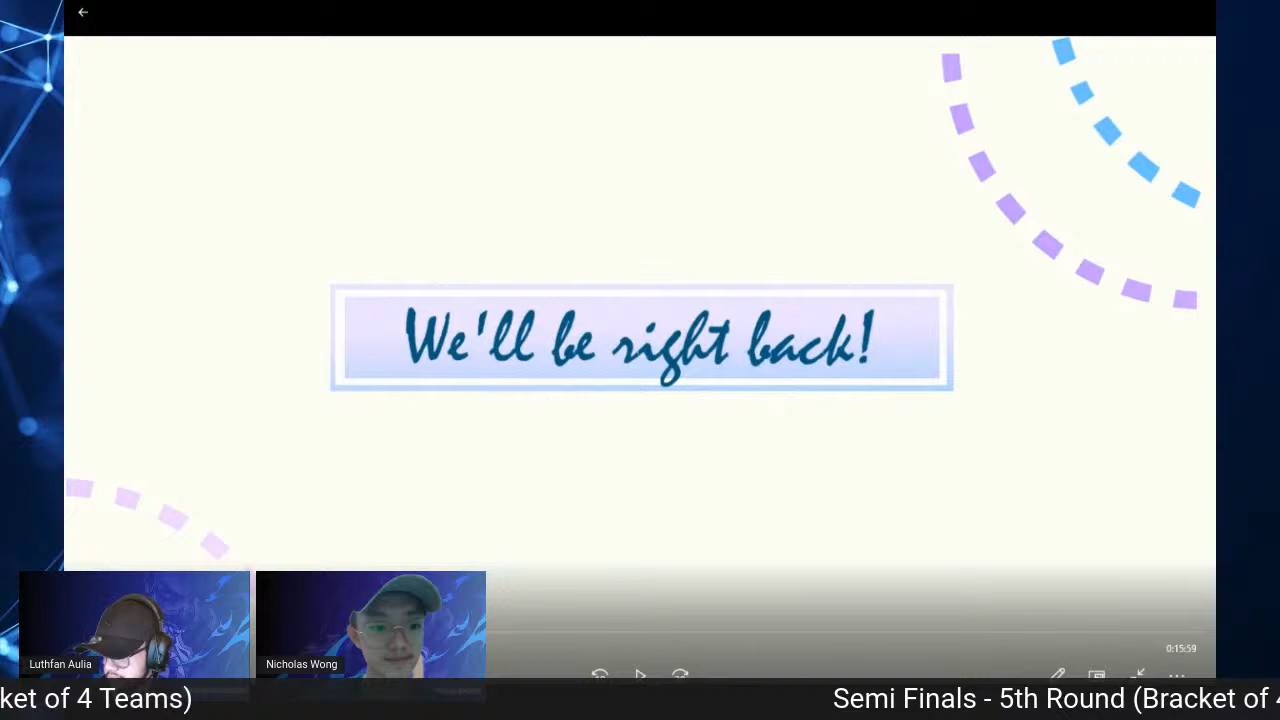 We'll be right back!
0:15:59
Luthfan Aulia
Nicholas Wong
ket of 4 Teams)
Semi Finals - 5th Round (Bracket of 4